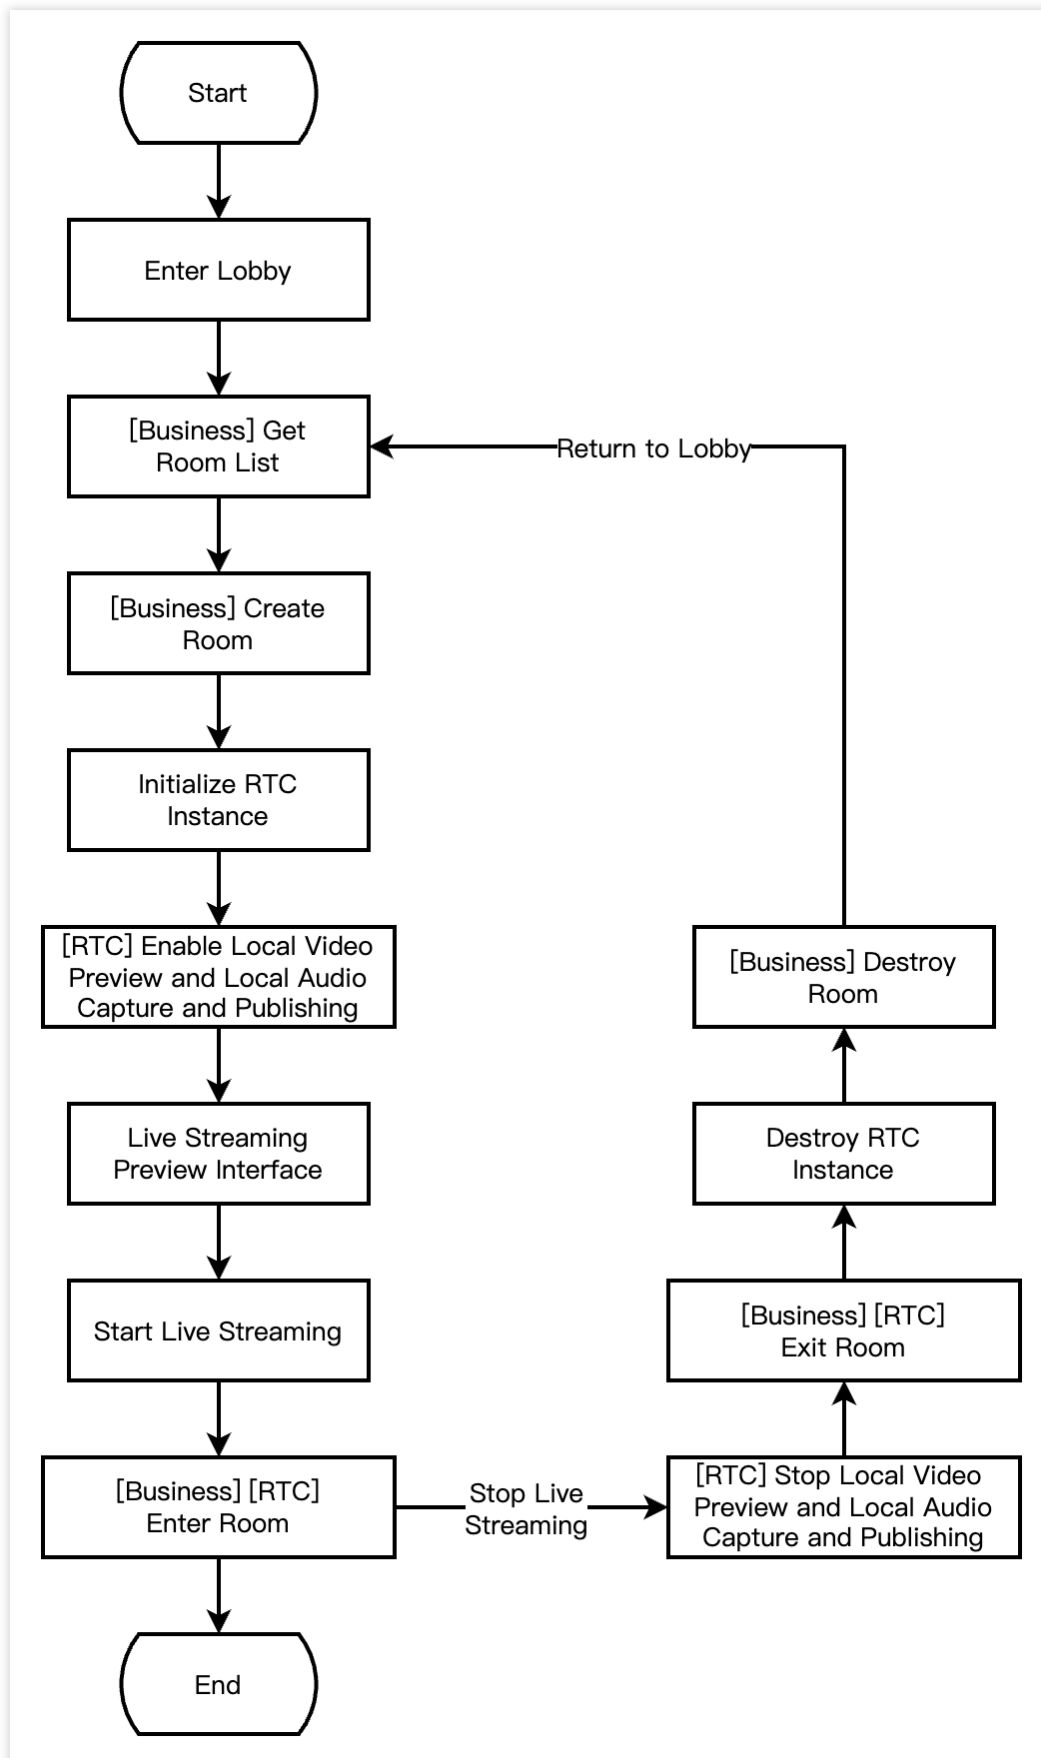 Start
Enter Lobby
[Business] Get
Room List
Return to Lobby
[Business] Create
Room
Initialize RTC
Instance
[RTC] Enable Local Video
Preview and Local Audio
Capture and Publishing
[Business] Destroy
Room
Live Streaming
Preview Interface
Destroy RTC
Instance
Start Live Streaming
[Business] [RTC]
Exit Room
[Business] [RTC]
Enter Room
Stop Live
Streaming
[RTC] Stop Local Video
Preview and Local Audio
Capture and Publishing
End